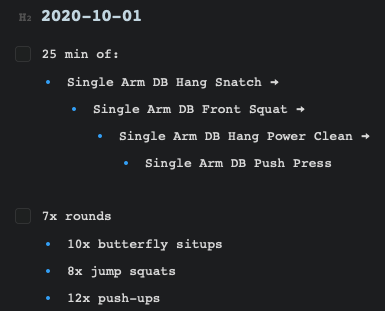 H₂ 2020-10-01
25 min of:
Single Arm DB Hang Snatch →
Single Arm DB Front Squat →
Single Arm DB Hang Power Clean →
Single Arm DB Push Press
7x rounds
10x butterfly situps
8x jump squats
12x push-ups